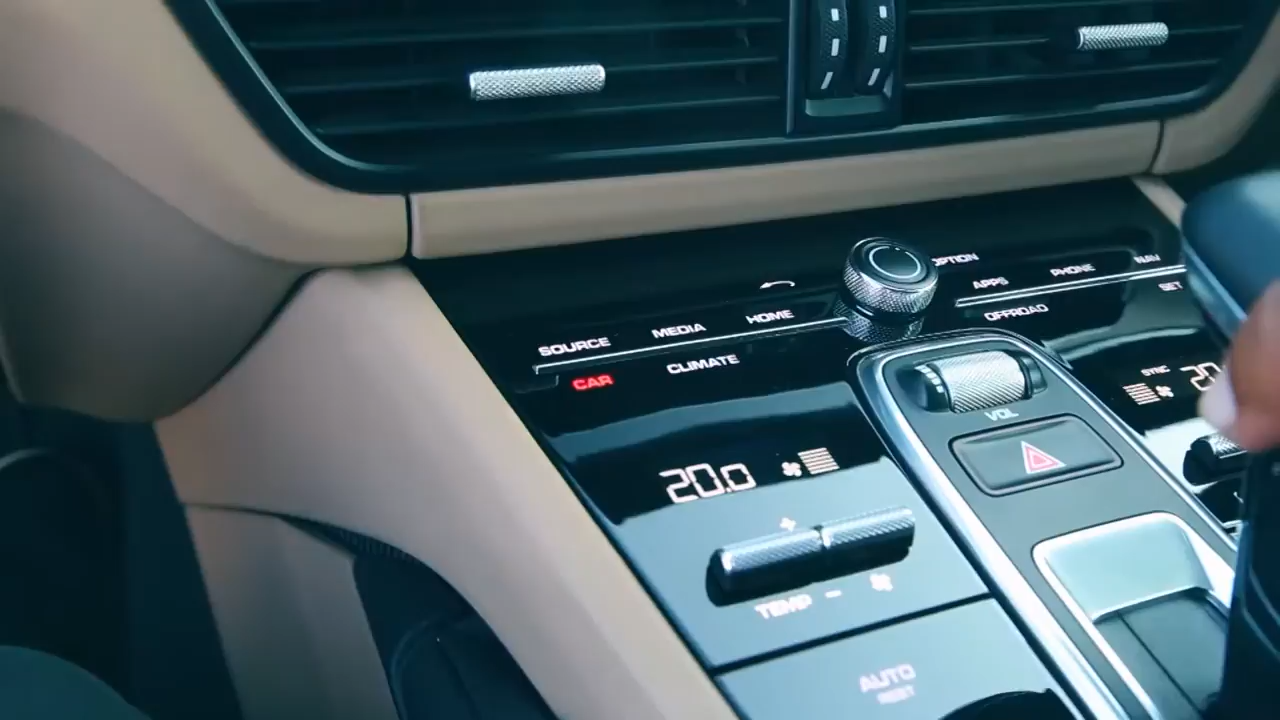 OPTION
APPS PHONE NAV
SOURCE MEDIA HOME
OFFROAD SET
CAR CLIMATE
VOL
SYNC
20.0
TEMP
AUTO